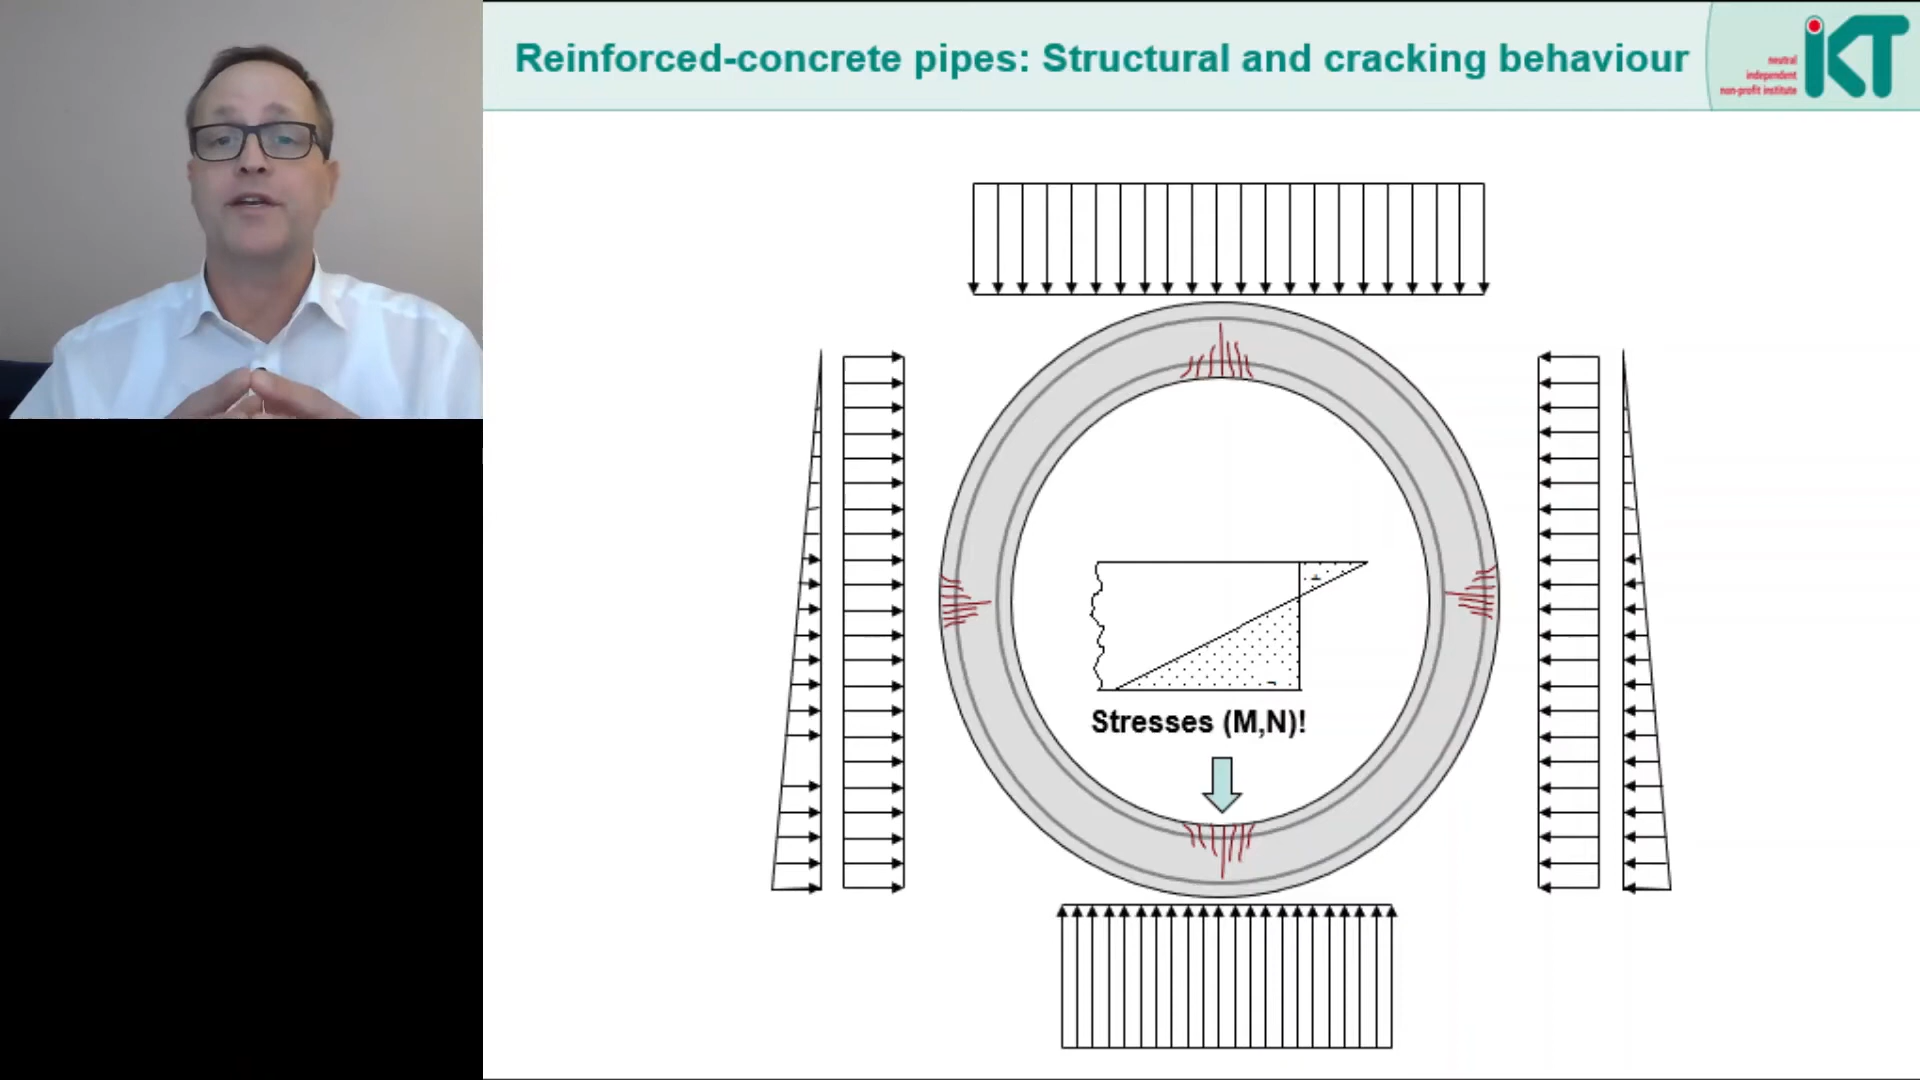 Reinforced-concrete pipes: Structural and cracking behaviour
neutral
independent
non-profit institute
iKT
+
-
Stresses (M,N)!